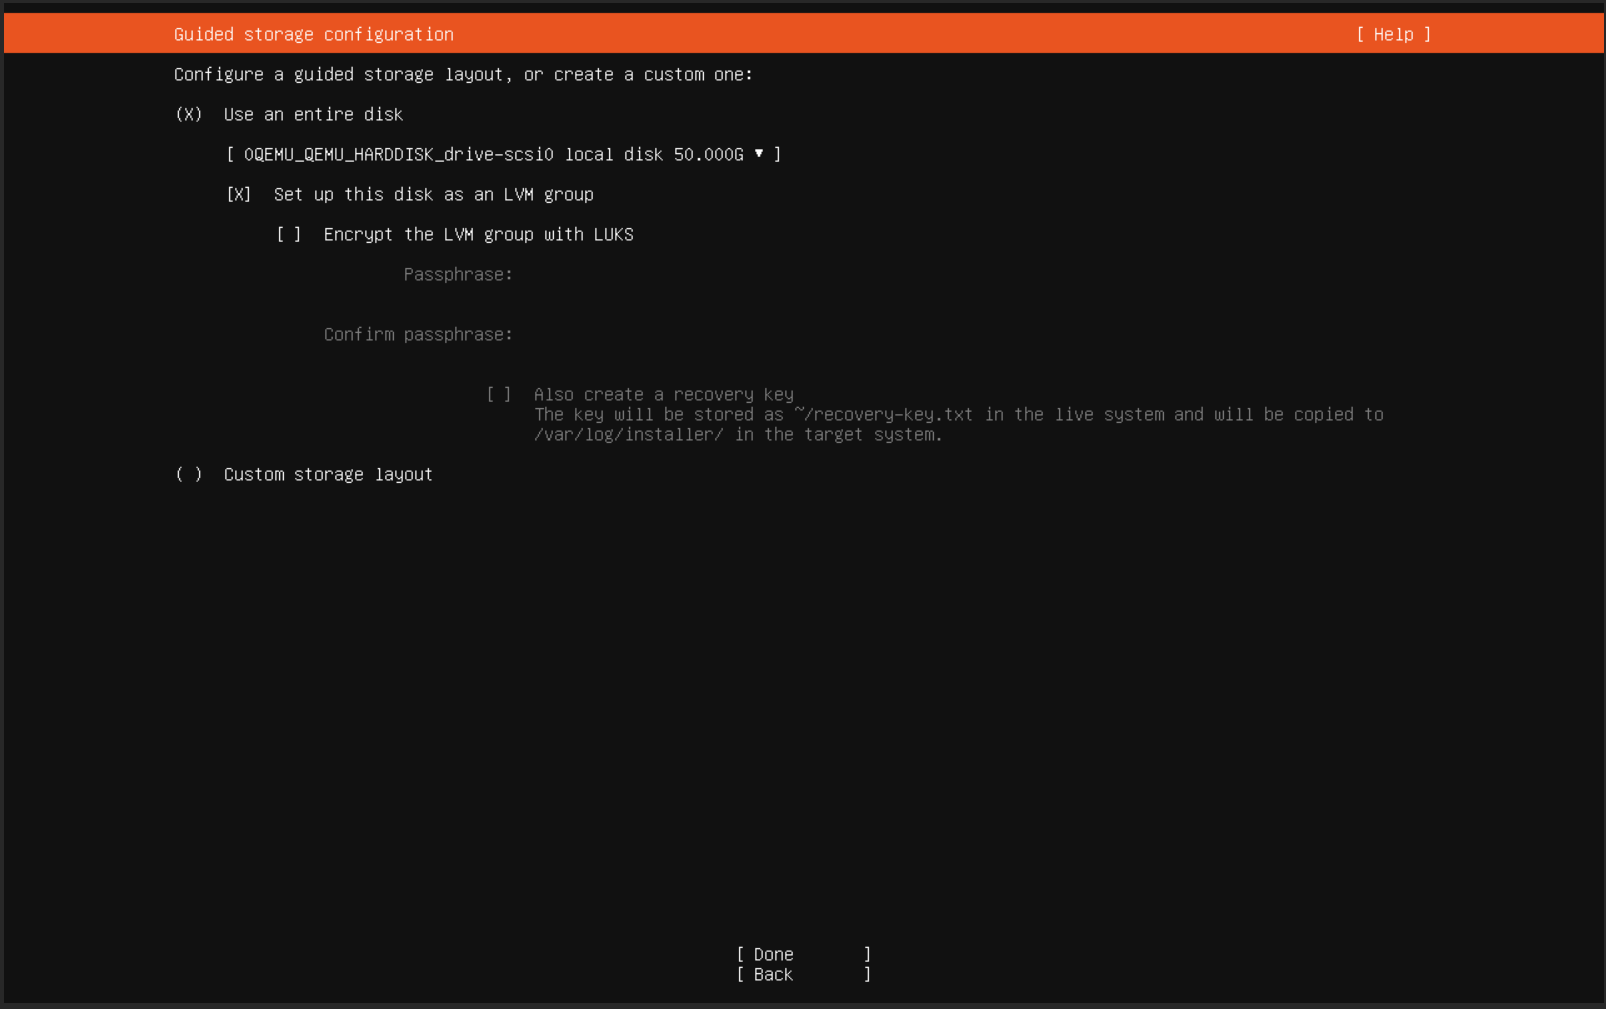 Guided storage configuration [ Help ]
Configure a guided storage layout, or create a custom one:
(X) Use an entire disk
[ 0QEMU_QEMU_HARDDISK_drive-scsi0 local disk 50.000G ▾ ]
[X] Set up this disk as an LVM group
[ ] Encrypt the LVM group with LUKS
Passphrase:
Confirm passphrase:
[ ] Also create a recovery key
The key will be stored as ~/recovery-key.txt in the live system and will be copied to
/var/log/installer/ in the target system.
( ) Custom storage layout
[ Done ]
[ Back ]